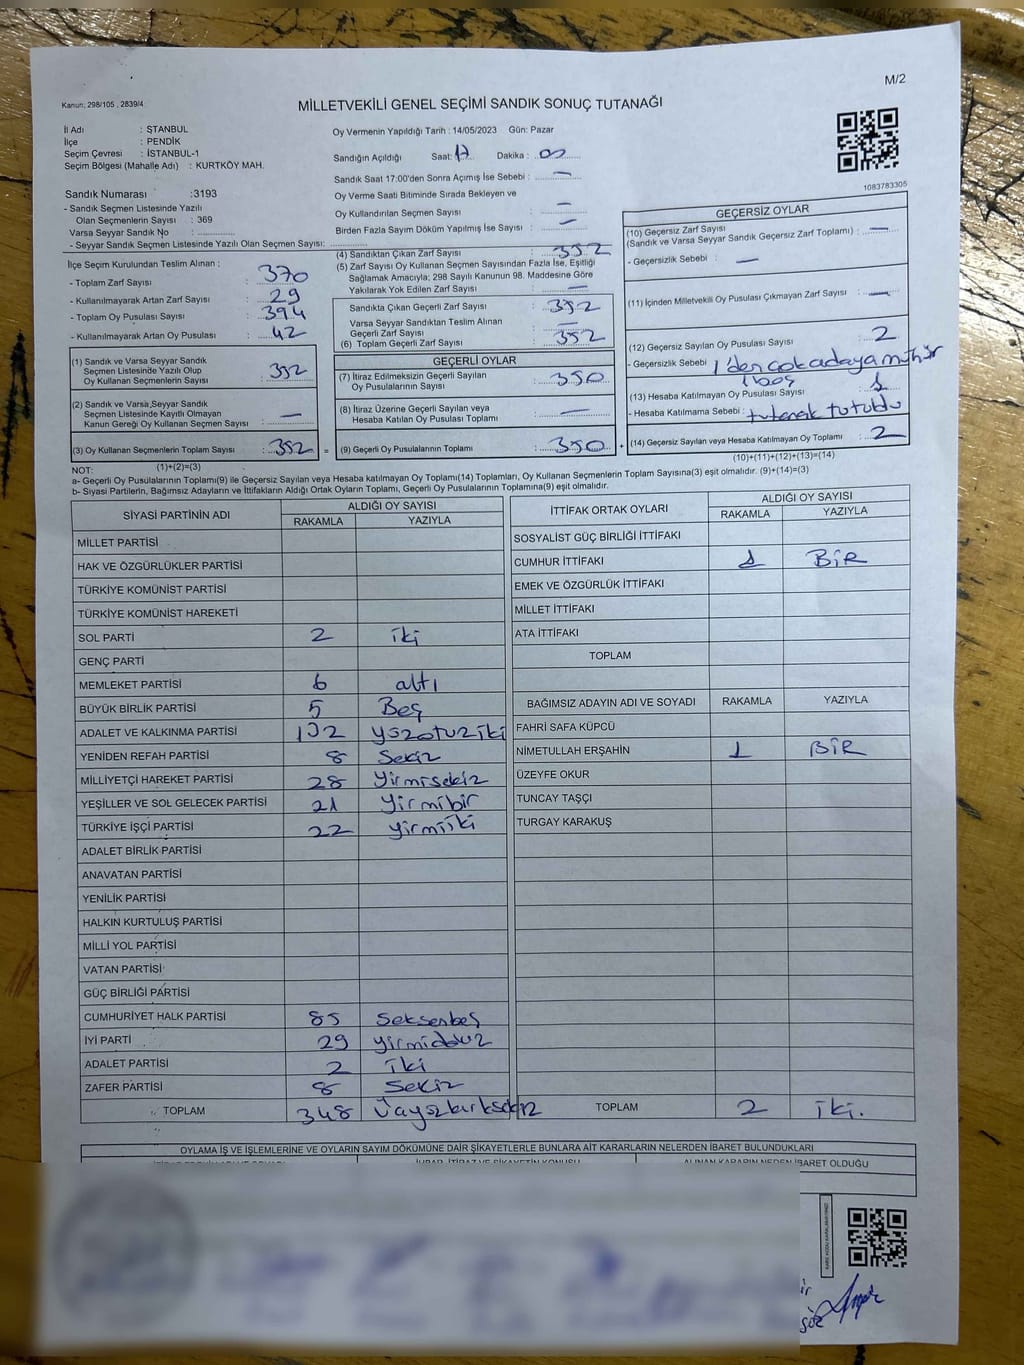 M/2
Kanun; 298/105 , 2839/4
MİLLETVEKİLİ GENEL SEÇİMİ SANDIK SONUÇ TUTANAĞI
İl Adı : İSTANBUL
İlçe : PENDİK
Seçim Çevresi : İSTANBUL-1
Seçim Bölgesi (Mahalle Adı) : KURTKÖY MAH.
Oy Vermenin Yapıldığı Tarih : 14/05/2023 Gün: Pazar
Sandığın Açıldığı Saat: 17 Dakika : 00
Sandık Saat 17:00'den Sonra Açımış İse Sebebi : —
Oy Verme Saati Bitiminde Sırada Bekleyen ve
Oy Kullandırılan Seçmen Sayısı : —
Birden Fazla Sayım Döküm Yapılmış İse Sayısı : —
1083783305
Sandık Numarası :3193
- Sandık Seçmen Listesinde Yazılı
Olan Seçmenlerin Sayısı : 369
Varsa Seyyar Sandık No :
- Seyyar Sandık Seçmen Listesinde Yazılı Olan Seçmen Sayısı:
İlçe Seçim Kurulundan Teslim Alınan :
- Toplam Zarf Sayısı : 370
- Kullanılmayarak Artan Zarf Sayısı : 29
- Toplam Oy Pusulası Sayısı : 394
- Kullanılmayarak Artan Oy Pusulası : 42
(1) Sandık ve Varsa Seyyar Sandık
Seçmen Listesinde Yazılı Olup
Oy Kullanan Seçmenlerin Sayısı : 352
(2) Sandık ve Varsa,Seyyar Sandık
Seçmen Listesinde Kayıtlı Olmayan
Kanun Gereği Oy Kullanan Seçmen Sayısı : —
(3) Oy Kullanan Seçmenlerin Toplam Sayısı : 352
(1)+(2)=(3)
(4) Sandıktan Çıkan Zarf Sayısı : 352
(5) Zarf Sayısı Oy Kullanan Seçmen Sayısından Fazla İse, Eşitliği
Sağlamak Amacıyla; 298 Sayılı Kanunun 98. Maddesine Göre
Yakılarak Yok Edilen Zarf Sayısı : —
Sandıkta Çıkan Geçerli Zarf Sayısı : 352
Varsa Seyyar Sandıktan Teslim Alınan
Geçerli Zarf Sayısı : —
(6) Toplam Geçerli Zarf Sayısı : 352
GEÇERLİ OYLAR
(7) İtiraz Edilmeksizin Geçerli Sayılan
Oy Pusulalarının Sayısı : 350
(8) İtiraz Üzerine Geçerli Sayılan veya
Hesaba Katılan Oy Pusulalarının Toplamı : —
= (9) Geçerli Oy Pusulalarının Toplamı : 350 +
GEÇERSİZ OYLAR
(10) Geçersiz Zarf Sayısı
(Sandık ve Varsa Seyyar Sandık Geçersiz Zarf Toplamı) : —
- Geçersizlik Sebebi : —
(11) İçinden Milletvekili Oy Pusulası Çıkmayan Zarf Sayısı : —
(12) Geçersiz Sayılan Oy Pusulası Sayısı : 2
- Geçersizlik Sebebi : 1'den çok adaya mühür
1 boş
(13) Hesaba Katılmayan Oy Pusulası Sayısı : 1
- Hesaba Katılmama Sebebi : tutanak tutuldu
(14) Geçersiz Sayılan veya Hesaba Katılmayan Oy Toplamı : 2
(10)+(11)+(12)+(13)=(14)
NOT:
a- Geçerli Oy Pusulaları Toplamı(9) ile Geçersiz Sayılan veya Hesaba katılmayan Oy Toplamı(14) Toplamları, Oy Kullanan Seçmenlerin Toplam Sayısına(3) eşit olmalıdır. (9)+(14)=(3)
b- Siyasi Partilerin, Bağımsız Adayların ve İttifakların Aldığı Ortak Oyların Toplamı, Geçerli Oy Pusulalarının Toplamına(9) eşit olmalıdır.
SİYASİ PARTİNİN ADI ALDIĞI OY SAYISI
RAKAMLA YAZIYLA
MİLLET PARTİSİ
HAK VE ÖZGÜRLÜKLER PARTİSİ
TÜRKİYE KOMÜNİST PARTİSİ
TÜRKİYE KOMÜNİST HAREKETİ
SOL PARTİ 2 iki
GENÇ PARTİ
MEMLEKET PARTİSİ 6 altı
BÜYÜK BİRLİK PARTİSİ 5 Beş
ADALET VE KALKINMA PARTİSİ 132 yüzotuziki
YENİDEN REFAH PARTİSİ 8 Sekiz
MİLLİYETÇİ HAREKET PARTİSİ 28 Yirmisekiz
YEŞİLLER VE SOL GELECEK PARTİSİ 21 Yirmibir
TÜRKİYE İŞÇİ PARTİSİ 22 yirmiiki
ADALET BİRLİK PARTİSİ
ANAVATAN PARTİSİ
YENİLİK PARTİSİ
HALKIN KURTULUŞ PARTİSİ
MİLLİ YOL PARTİSİ
VATAN PARTİSİ
GÜÇ BİRLİĞİ PARTİSİ
CUMHURİYET HALK PARTİSİ 85 Seksenbeş
İYİ PARTİ 29 yirmidokuz
ADALET PARTİSİ 2 iki
ZAFER PARTİSİ 8 Sekiz
TOPLAM 348 Üçyüzkırksekiz
İTTİFAK ORTAK OYLARI ALDIĞI OY SAYISI
RAKAMLA YAZIYLA
SOSYALİST GÜÇ BİRLİĞİ İTTİFAKI
CUMHUR İTTİFAKI 1 BİR
EMEK VE ÖZGÜRLÜK İTTİFAKI
MİLLET İTTİFAKI
ATA İTTİFAKI
TOPLAM
BAĞIMSIZ ADAYIN ADI VE SOYADI RAKAMLA YAZIYLA
FAHRİ SAFA KÜPCÜ
NİMETULLAH ERŞAHİN 1 BİR
ÜZEYFE OKUR
TUNCAY TAŞÇI
TURGAY KARAKUŞ
TOPLAM 2 iki.
OYLAMA İŞ VE İŞLEMLERİNE VE OYLARIN SAYIM DÖKÜMÜNE DAİR ŞİKAYETLERLE BUNLARA AİT KARARLARIN NELERDEN İBARET BULUNDUKLARI
ALINAN KARARIN NEDEN İBARET OLDUĞU